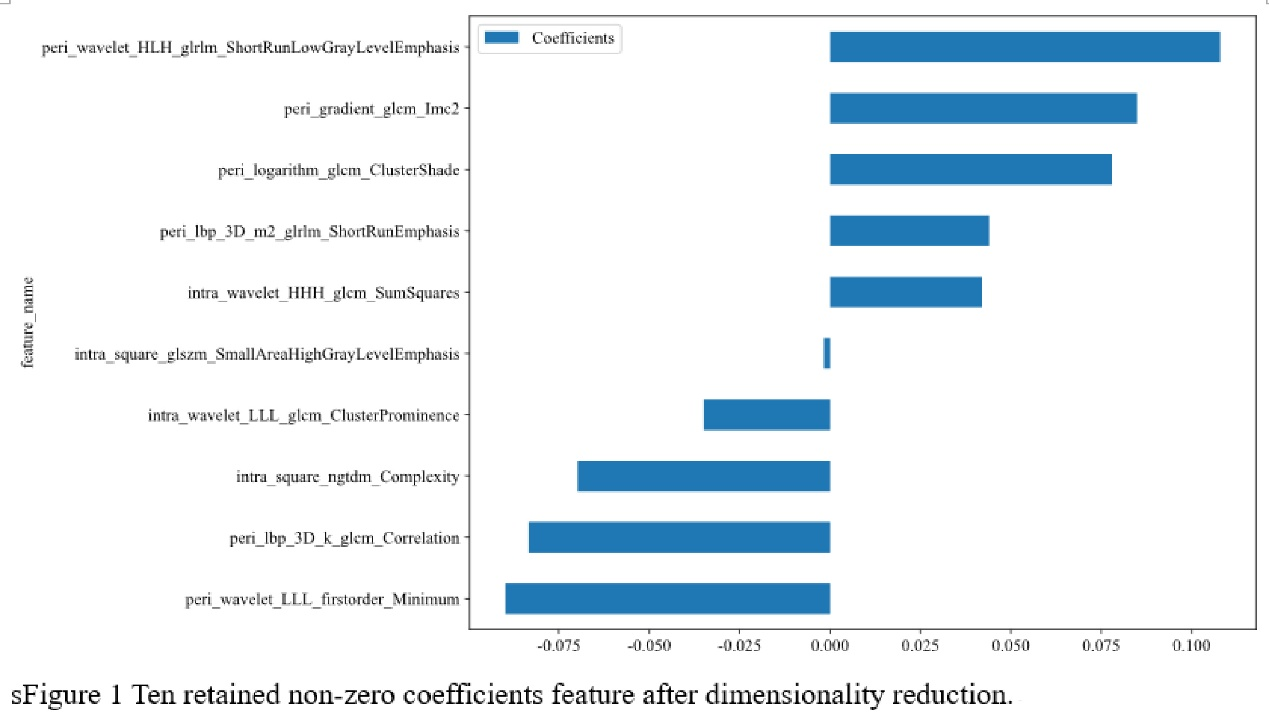 Coefficients
peri_wavelet_HLH_glrlm_ShortRunLowGrayLevelEmphasis
peri_gradient_glcm_Imc2
peri_logarithm_glcm_ClusterShade
peri_lbp_3D_m2_glrlm_ShortRunEmphasis
intra_wavelet_HHH_glcm_SumSquares
intra_square_glszm_SmallAreaHighGrayLevelEmphasis
intra_wavelet_LLL_glcm_ClusterProminence
intra_square_ngtdm_Complexity
peri_lbp_3D_k_glcm_Correlation
peri_wavelet_LLL_firstorder_Minimum
feature_name
-0.075 -0.050 -0.025 0.000 0.025 0.050 0.075 0.100
sFigure 1 Ten retained non-zero coefficients feature after dimensionality reduction.